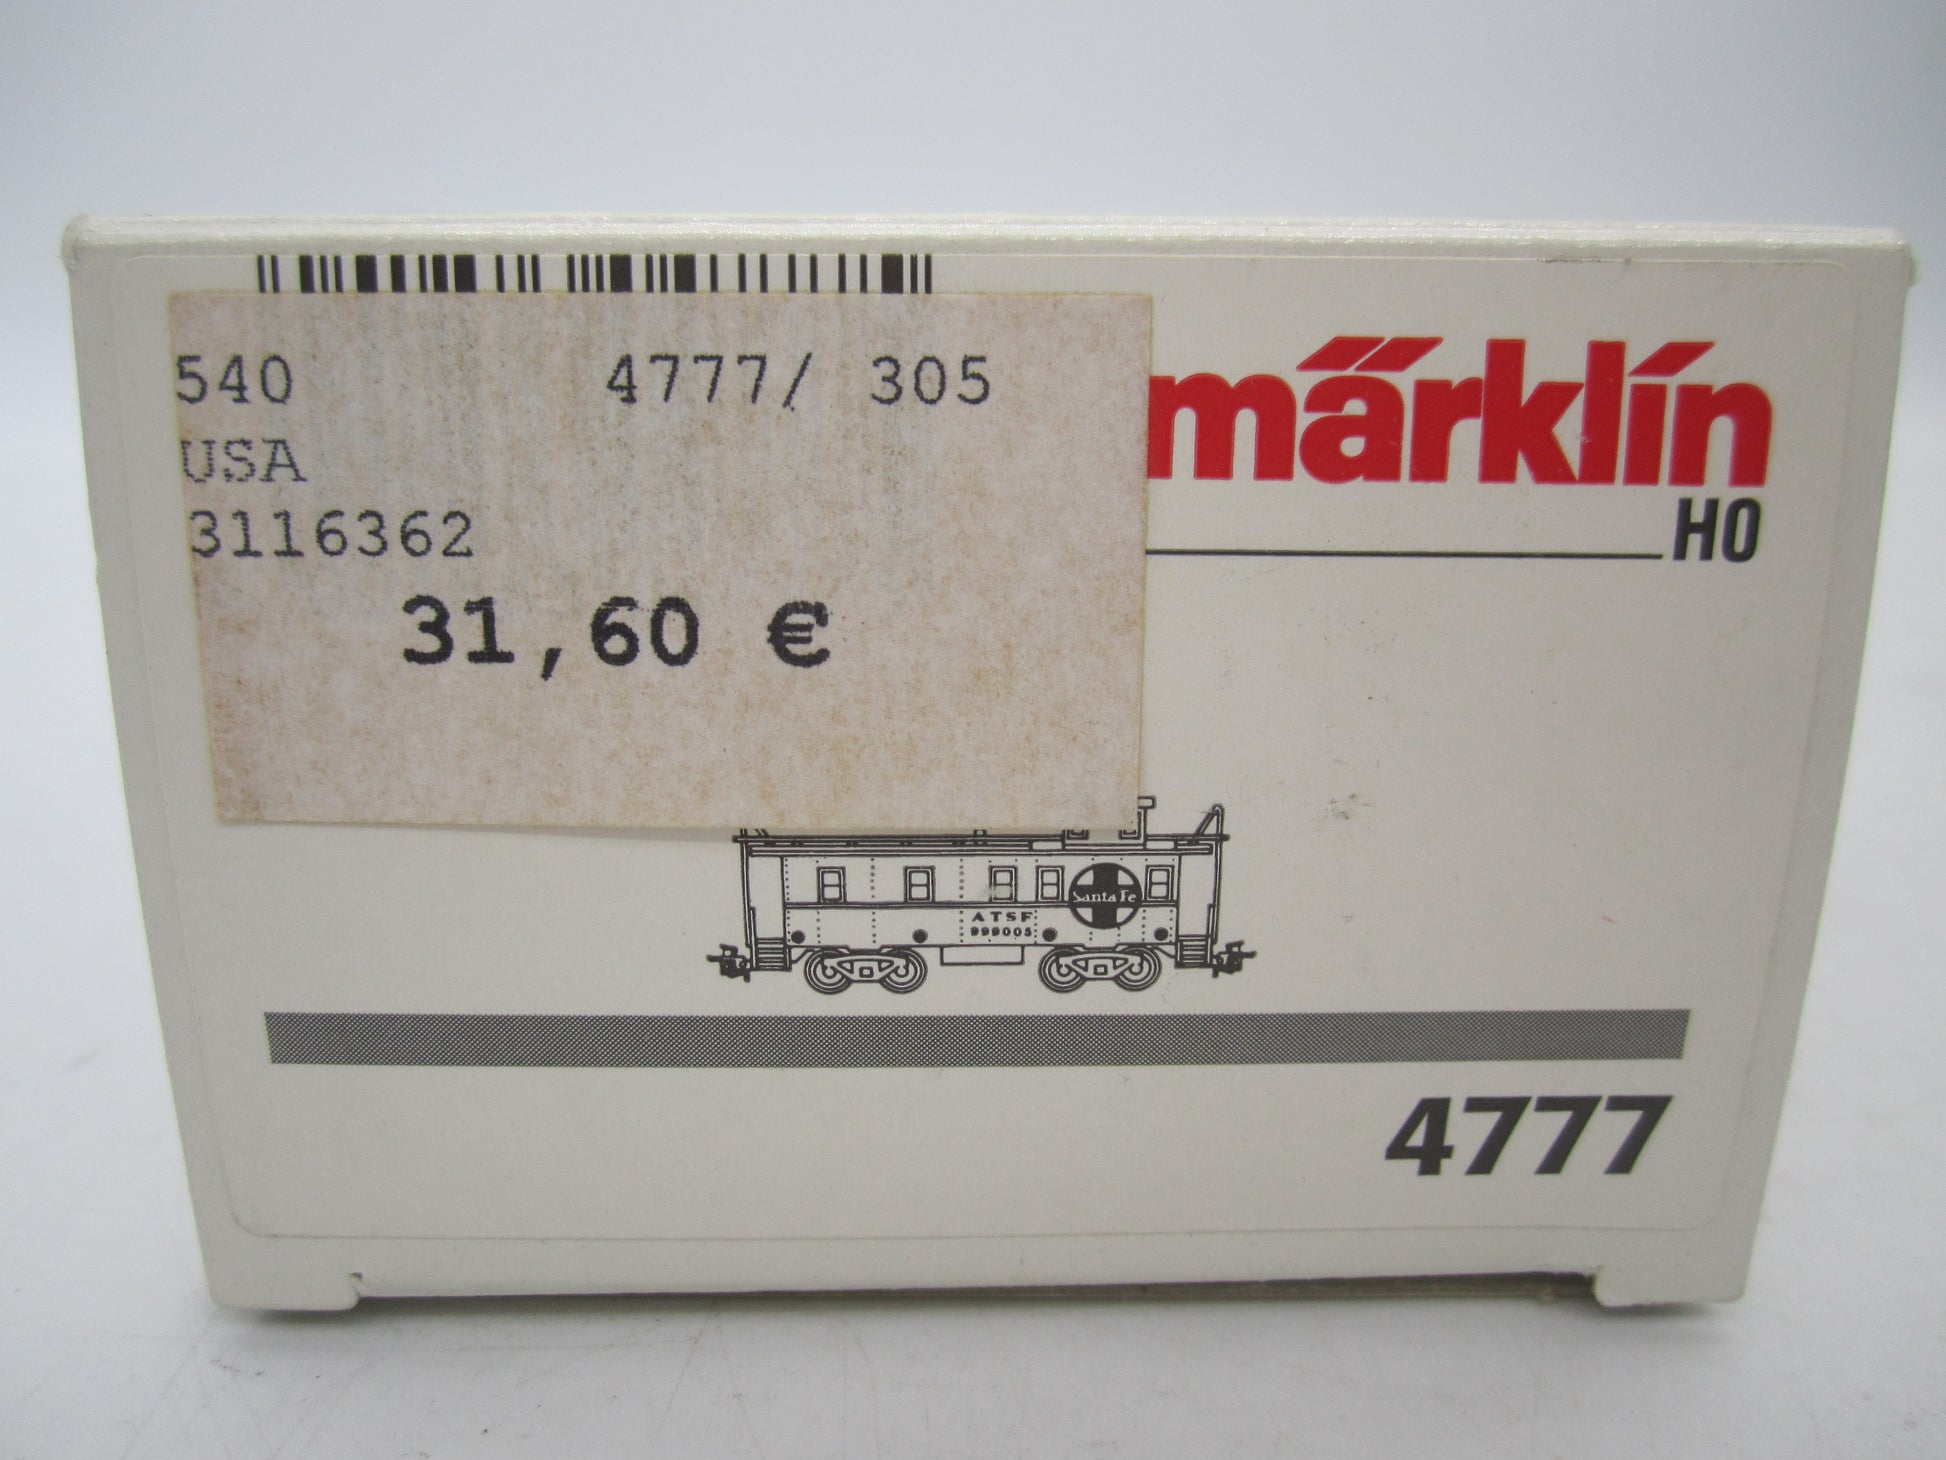 540 4777/ 305
USA
3116362
31,60 €
märklin
HO
Santa Fe
ATSF
999005
4777